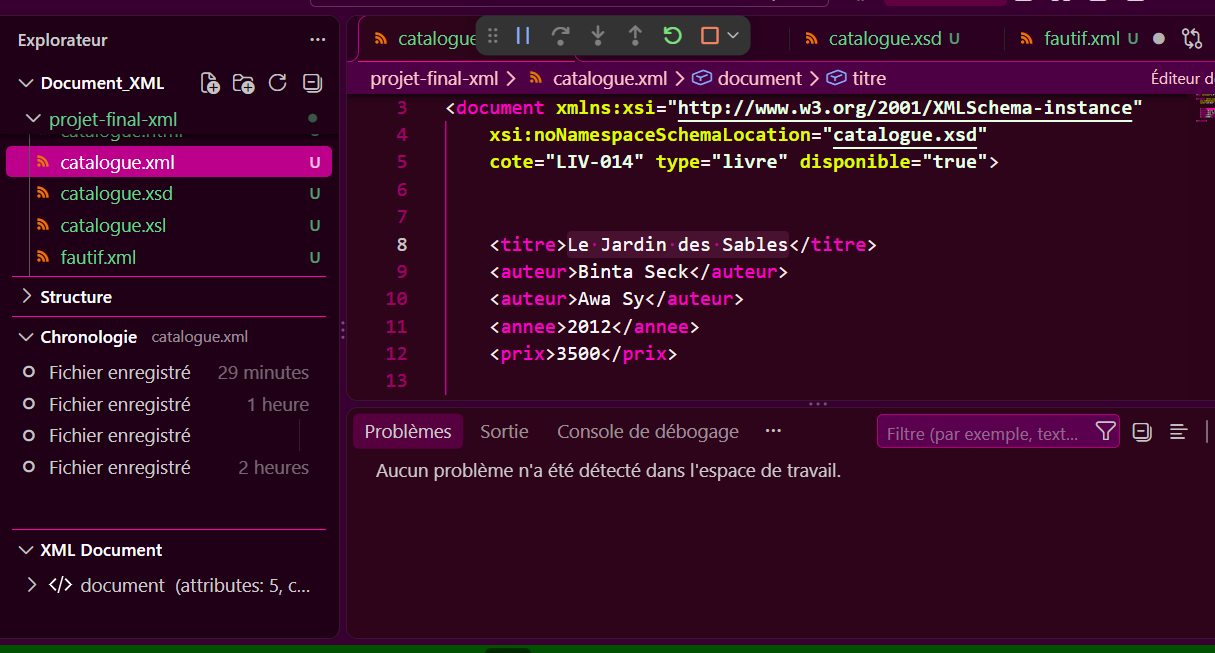 Explorateur
Document_XML
projet-final-xml
catalogue.html
catalogue.xml U
catalogue.xsd U
catalogue.xsl U
fautif.xml U
Structure
Chronologie catalogue.xml
Fichier enregistré 29 minutes
Fichier enregistré 1 heure
Fichier enregistré
Fichier enregistré 2 heures
XML Document
document (attributes: 5, c...
catalogue
catalogue.xsd U
fautif.xml U
projet-final-xml > catalogue.xml > document > titre
Éditeur d
3 <document xmlns:xsi="http://www.w3.org/2001/XMLSchema-instance"
4 xsi:noNamespaceSchemaLocation="catalogue.xsd"
5 cote="LIV-014" type="livre" disponible="true">
6
7
8 <titre>Le Jardin des Sables</titre>
9 <auteur>Binta Seck</auteur>
10 <auteur>Awa Sy</auteur>
11 <annee>2012</annee>
12 <prix>3500</prix>
13
Problèmes Sortie Console de débogage ...
Filtre (par exemple, text...
Aucun problème n'a été détecté dans l'espace de travail.